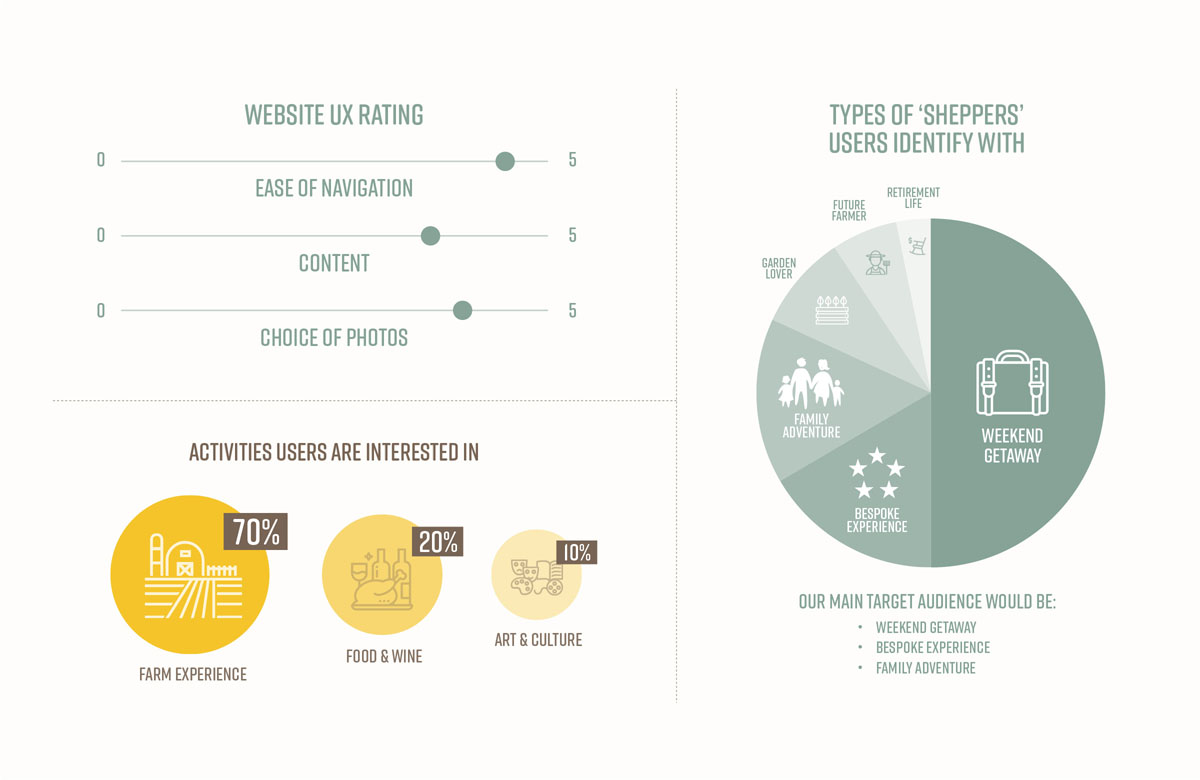 WEBSITE UX RATING
0 5
EASE OF NAVIGATION
0 5
CONTENT
0 5
CHOICE OF PHOTOS
ACTIVITIES USERS ARE INTERESTED IN
70%
FARM EXPERIENCE
20%
FOOD & WINE
10%
ART & CULTURE
TYPES OF ‘SHEPPERS’
USERS IDENTIFY WITH
RETIREMENT
LIFE
FUTURE
FARMER
GARDEN
LOVER
FAMILY
ADVENTURE
BESPOKE
EXPERIENCE
WEEKEND
GETAWAY
OUR MAIN TARGET AUDIENCE WOULD BE:
• WEEKEND GETAWAY
• BESPOKE EXPERIENCE
• FAMILY ADVENTURE